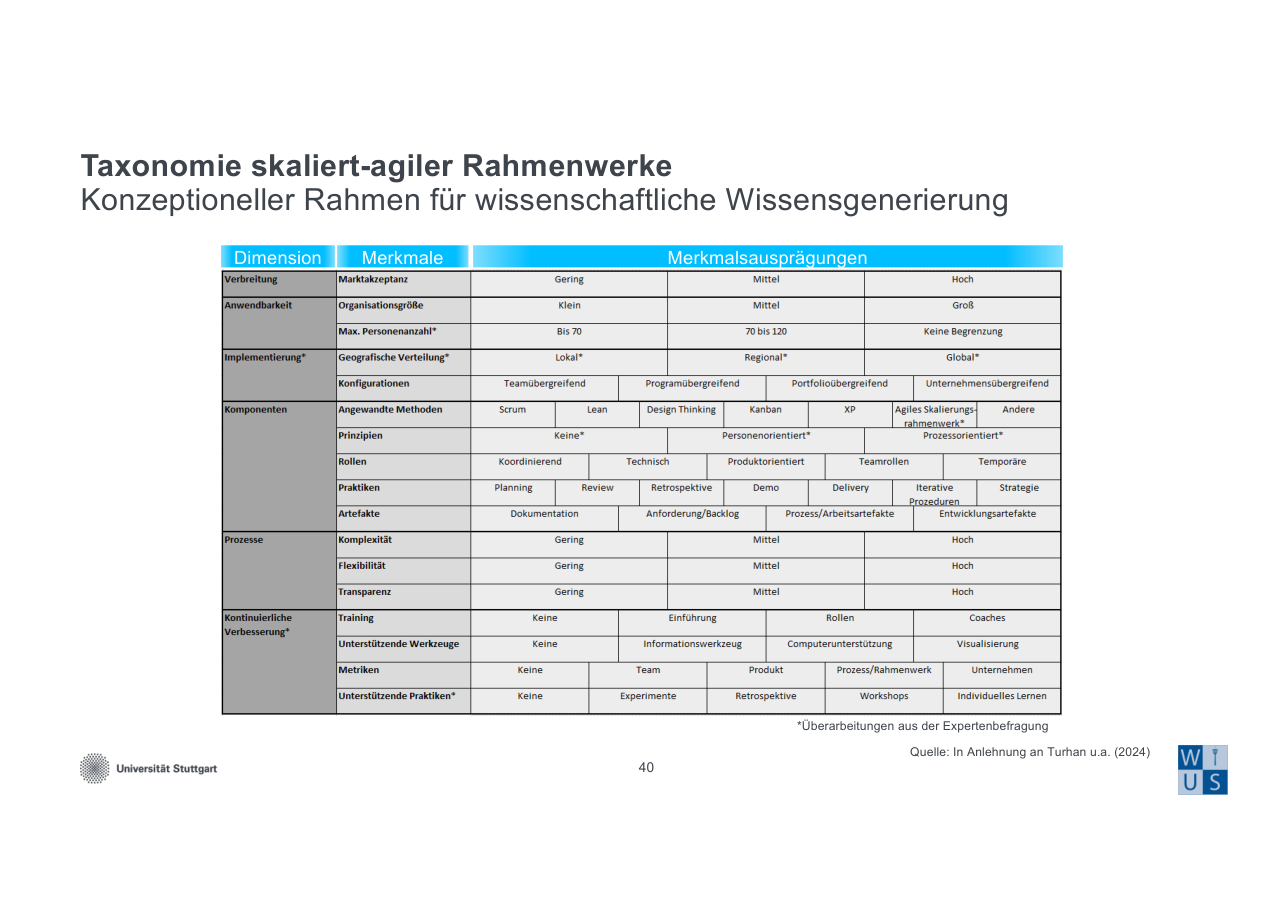 Taxonomie skaliert-agiler Rahmenwerke
Konzeptioneller Rahmen für wissenschaftliche Wissensgenerierung
Dimension Merkmale Merkmalsausprägungen
Verbreitung Marktakzeptanz Gering Mittel Hoch
Anwendbarkeit Organisationsgröße Klein Mittel Groß
Max. Personenanzahl* Bis 70 70 bis 120 Keine Begrenzung
Implementierung* Geografische Verteilung* Lokal* Regional* Global*
Konfigurationen Teamübergreifend Programübergreifend Portfolioübergreifend Unternehmensübergreifend
Komponenten Angewandte Methoden Scrum Lean Design Thinking Kanban XP Agiles Skalierungs- Andere
rahmenwerk*
Prinzipien Keine* Personenorientiert* Prozessorientiert*
Rollen Koordinierend Technisch Produktorientiert Teamrollen Temporäre
Praktiken Planning Review Retrospektive Demo Delivery Iterative Strategie
Prozeduren
Artefakte Dokumentation Anforderung/Backlog Prozess/Arbeitsartefakte Entwicklungsartefakte
Prozesse Komplexität Gering Mittel Hoch
Flexibilität Gering Mittel Hoch
Transparenz Gering Mittel Hoch
Kontinuierliche Training Keine Einführung Rollen Coaches
Verbesserung*
Unterstützende Werkzeuge Keine Informationswerkzeug Computerunterstützung Visualisierung
Metriken Keine Team Produkt Prozess/Rahmenwerk Unternehmen
Unterstützende Praktiken* Keine Experimente Retrospektive Workshops Individuelles Lernen
*Überarbeitungen aus der Expertenbefragung
Quelle: In Anlehnung an Turhan u.a. (2024)
Universität Stuttgart
40
W I
U S